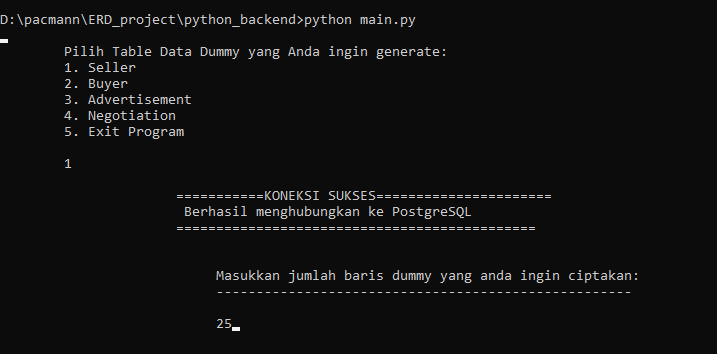 D:\pacmann\ERD_project\python_backend>python main.py
Pilih Table Data Dummy yang Anda ingin generate:
1. Seller
2. Buyer
3. Advertisement
4. Negotiation
5. Exit Program
1
===========KONEKSI SUKSES======================
Berhasil menghubungkan ke PostgreSQL
=============================================
Masukkan jumlah baris dummy yang anda ingin ciptakan:
----------------------------------------------------
25